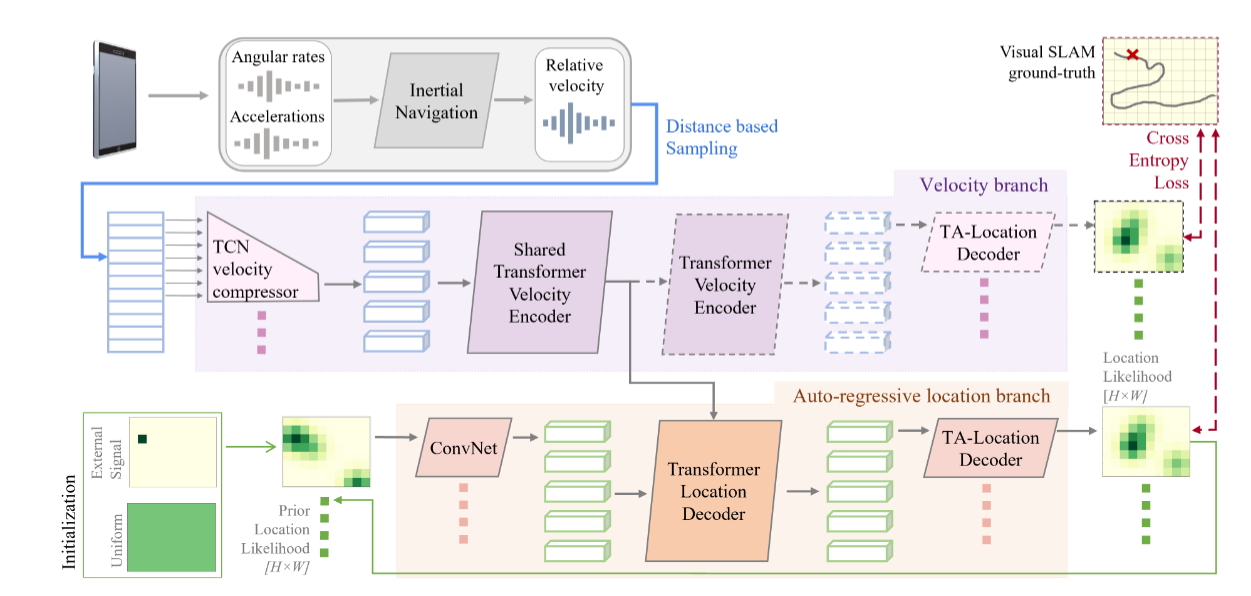 Angular rates
Accelerations
Inertial
Navigation
Relative
velocity
Visual SLAM
ground-truth
Distance based
Sampling
Cross
Entropy
Loss
Velocity branch
TCN
velocity
compressor
Shared
Transformer
Velocity
Encoder
Transformer
Velocity
Encoder
TA-Location
Decoder
Location
Likelihood
[H×W]
Auto-regressive location branch
Initialization
External
Signal
Uniform
Prior
Location
Likelihood
[H×W]
ConvNet
Transformer
Location
Decoder
TA-Location
Decoder